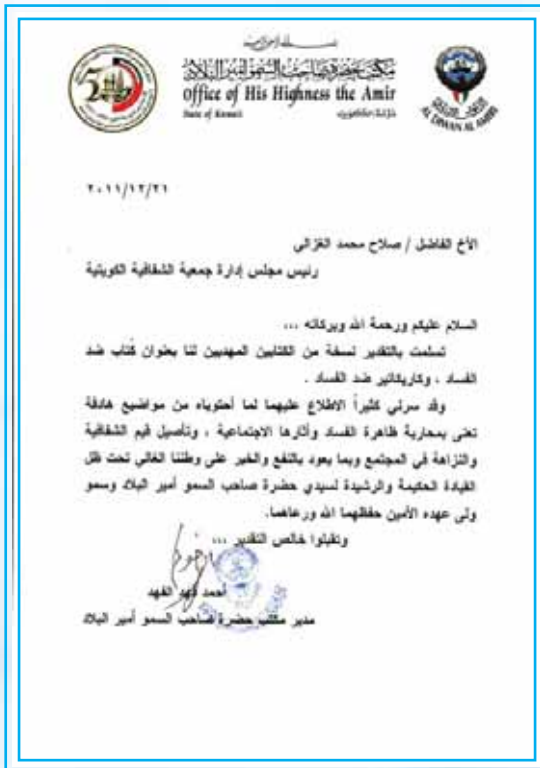 مكتب حضرة صاحب السمو أمير البلاد
Office of His Highness the Amir
State of Kuwait
AL DIWAN AL AMIRI
٢٠١١/١٢/٢١
الأخ الفاضل / صلاح محمد الغزالي
رئيس مجلس إدارة جمعية الشفافية الكويتية
السلام عليكم ورحمة الله وبركاته ،،،
تسلمت بالتقدير نسخة من الكتابين المهديين لنا بعنوان كُتاب ضد
الفساد ، وكاريكاتير ضد الفساد .
وقد سرني كثيراً الاطلاع عليهما لما أحتوياه من مواضيع هادفة
تعنى بمحاربة ظاهرة الفساد وآثارها الاجتماعية ، وتأصيل قيم الشفافية
والنزاهة في المجتمع وبما يعود بالنفع والخير على وطننا الغالي تحت ظل
القيادة الحكيمة والرشيدة لسيدي حضرة صاحب السمو أمير البلاد وسمو
ولى عهده الأمين حفظهما الله ورعاهما.
وتقبلوا خالص التقدير ،،،
أحمد فهد الفهد
مدير مكتب حضرة صاحب السمو أمير البلاد